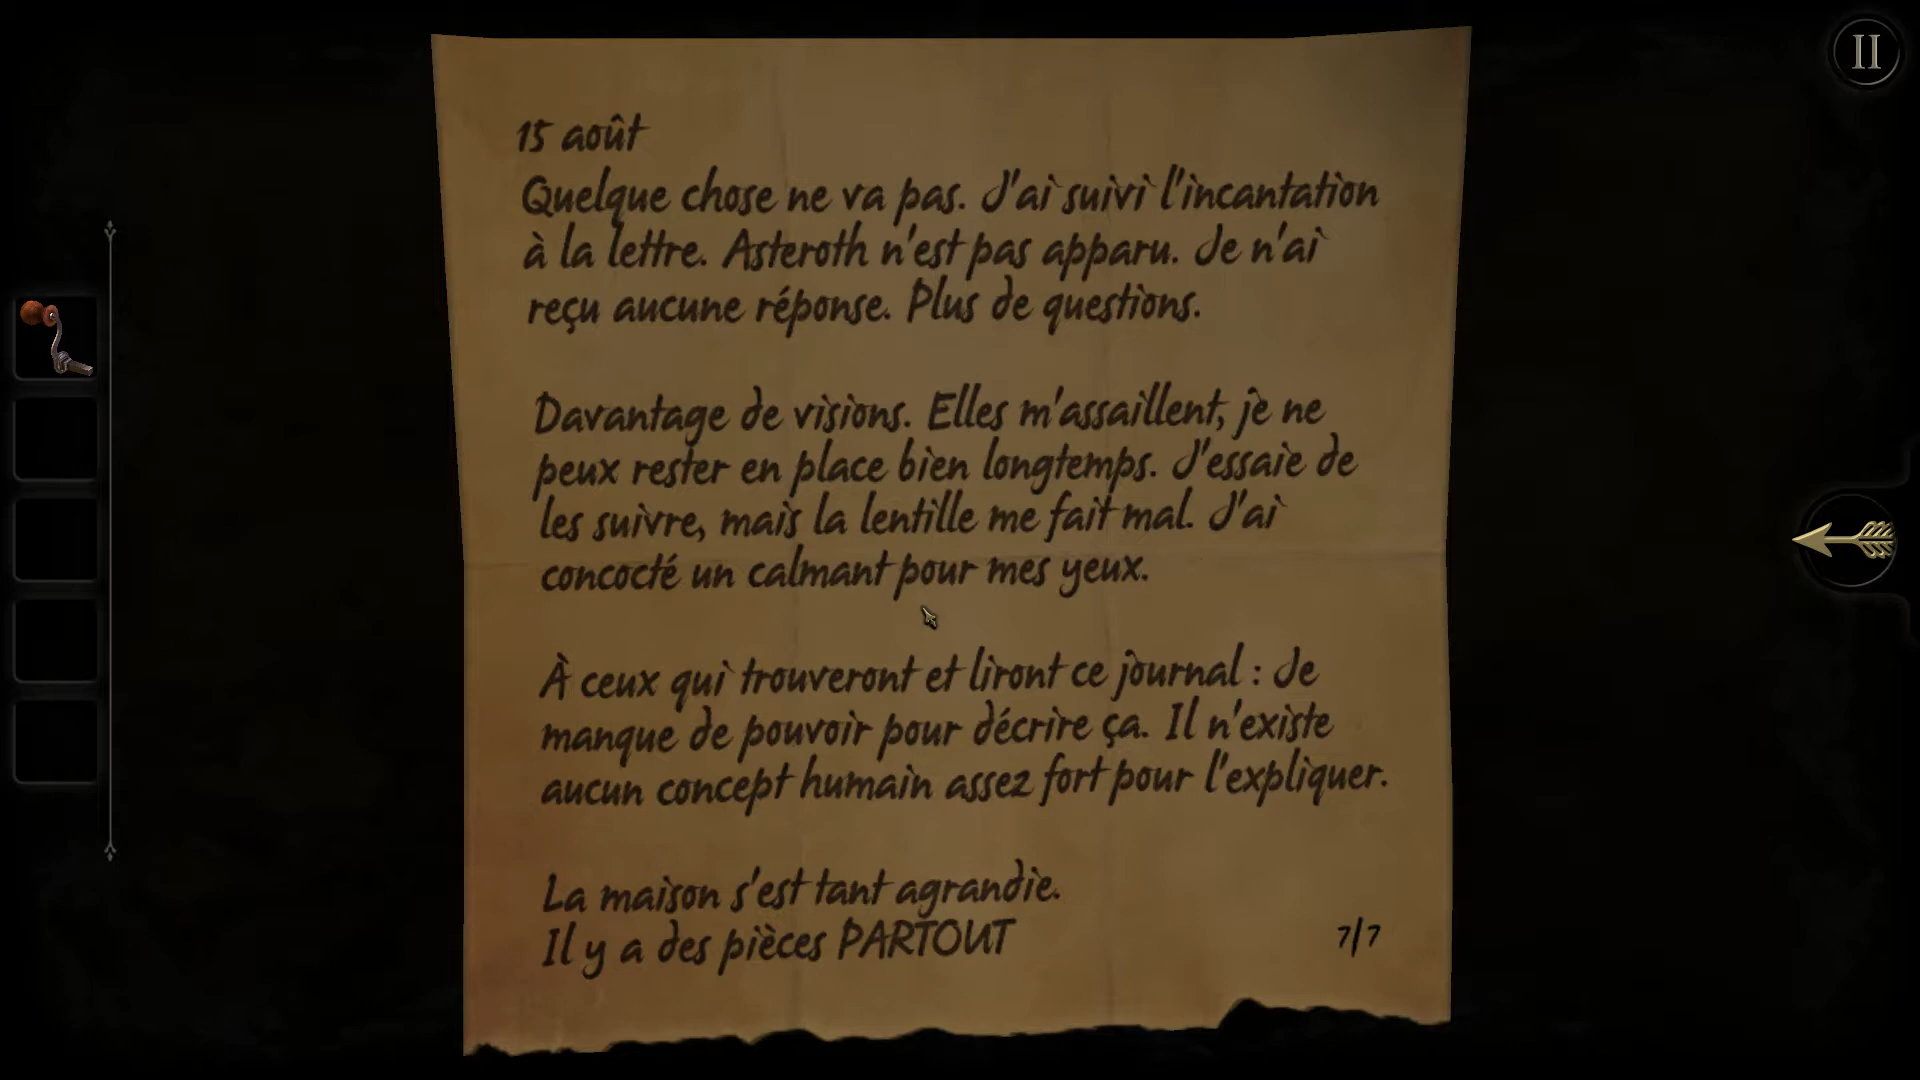 15 août
Quelque chose ne va pas. J'ai suivi l'incantation
à la lettre. Asteroth n'est pas apparu. Je n'ai
reçu aucune réponse. Plus de questions.
Davantage de visions. Elles m'assaillent, je ne
peux rester en place bien longtemps. J'essaie de
les suivre, mais la lentille me fait mal. J'ai
concocté un calmant pour mes yeux.
À ceux qui trouveront et liront ce journal : Je
manque de pouvoir pour décrire ça. Il n'existe
aucun concept humain assez fort pour l'expliquer.
La maison s'est tant agrandie.
Il y a des pièces PARTOUT
7/7